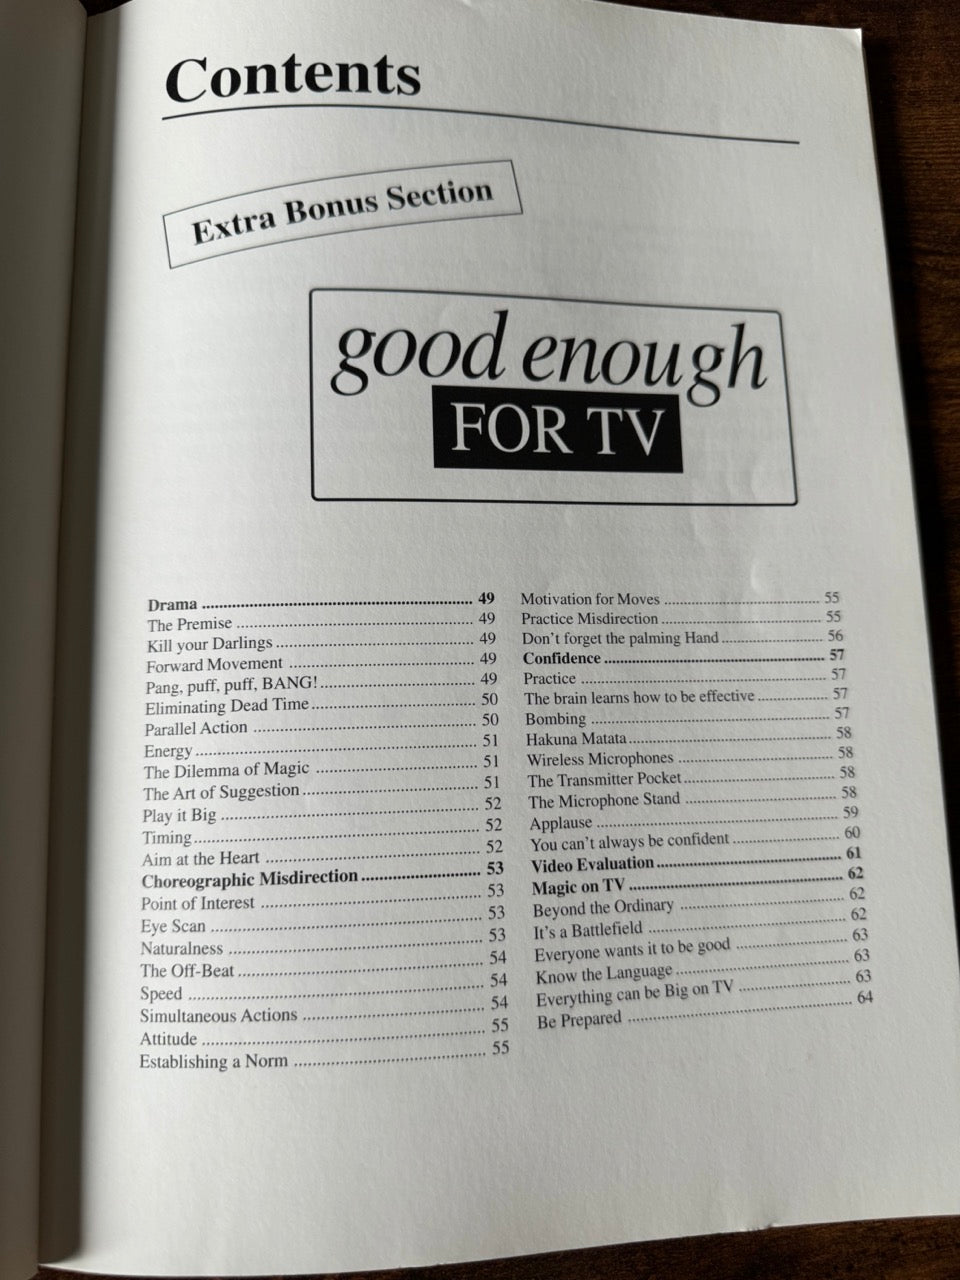 Contents
Extra Bonus Section
good enough
FOR TV
Drama ........ 49
The Premise ........ 49
Kill your Darlings ........ 49
Forward Movement ........ 49
Pang, puff, puff, BANG! ........ 49
Eliminating Dead Time ........ 50
Parallel Action ........ 50
Energy ........ 51
The Dilemma of Magic ........ 51
The Art of Suggestion ........ 51
Play it Big ........ 52
Timing ........ 52
Aim at the Heart ........ 52
Choreographic Misdirection ........ 53
Point of Interest ........ 53
Eye Scan ........ 53
Naturalness ........ 53
The Off-Beat ........ 54
Speed ........ 54
Simultaneous Actions ........ 54
Attitude ........ 55
Establishing a Norm ........ 55
Motivation for Moves ........ 55
Practice Misdirection ........ 55
Don't forget the palming Hand ........ 56
Confidence ........ 57
Practice ........ 57
The brain learns how to be effective ........ 57
Bombing ........ 57
Hakuna Matata ........ 58
Wireless Microphones ........ 58
The Transmitter Pocket ........ 58
The Microphone Stand ........ 58
Applause ........ 59
You can't always be confident ........ 60
Video Evaluation ........ 61
Magic on TV ........ 62
Beyond the Ordinary ........ 62
It's a Battlefield ........ 62
Everyone wants it to be good ........ 63
Know the Language ........ 63
Everything can be Big on TV ........ 63
Be Prepared ........ 64